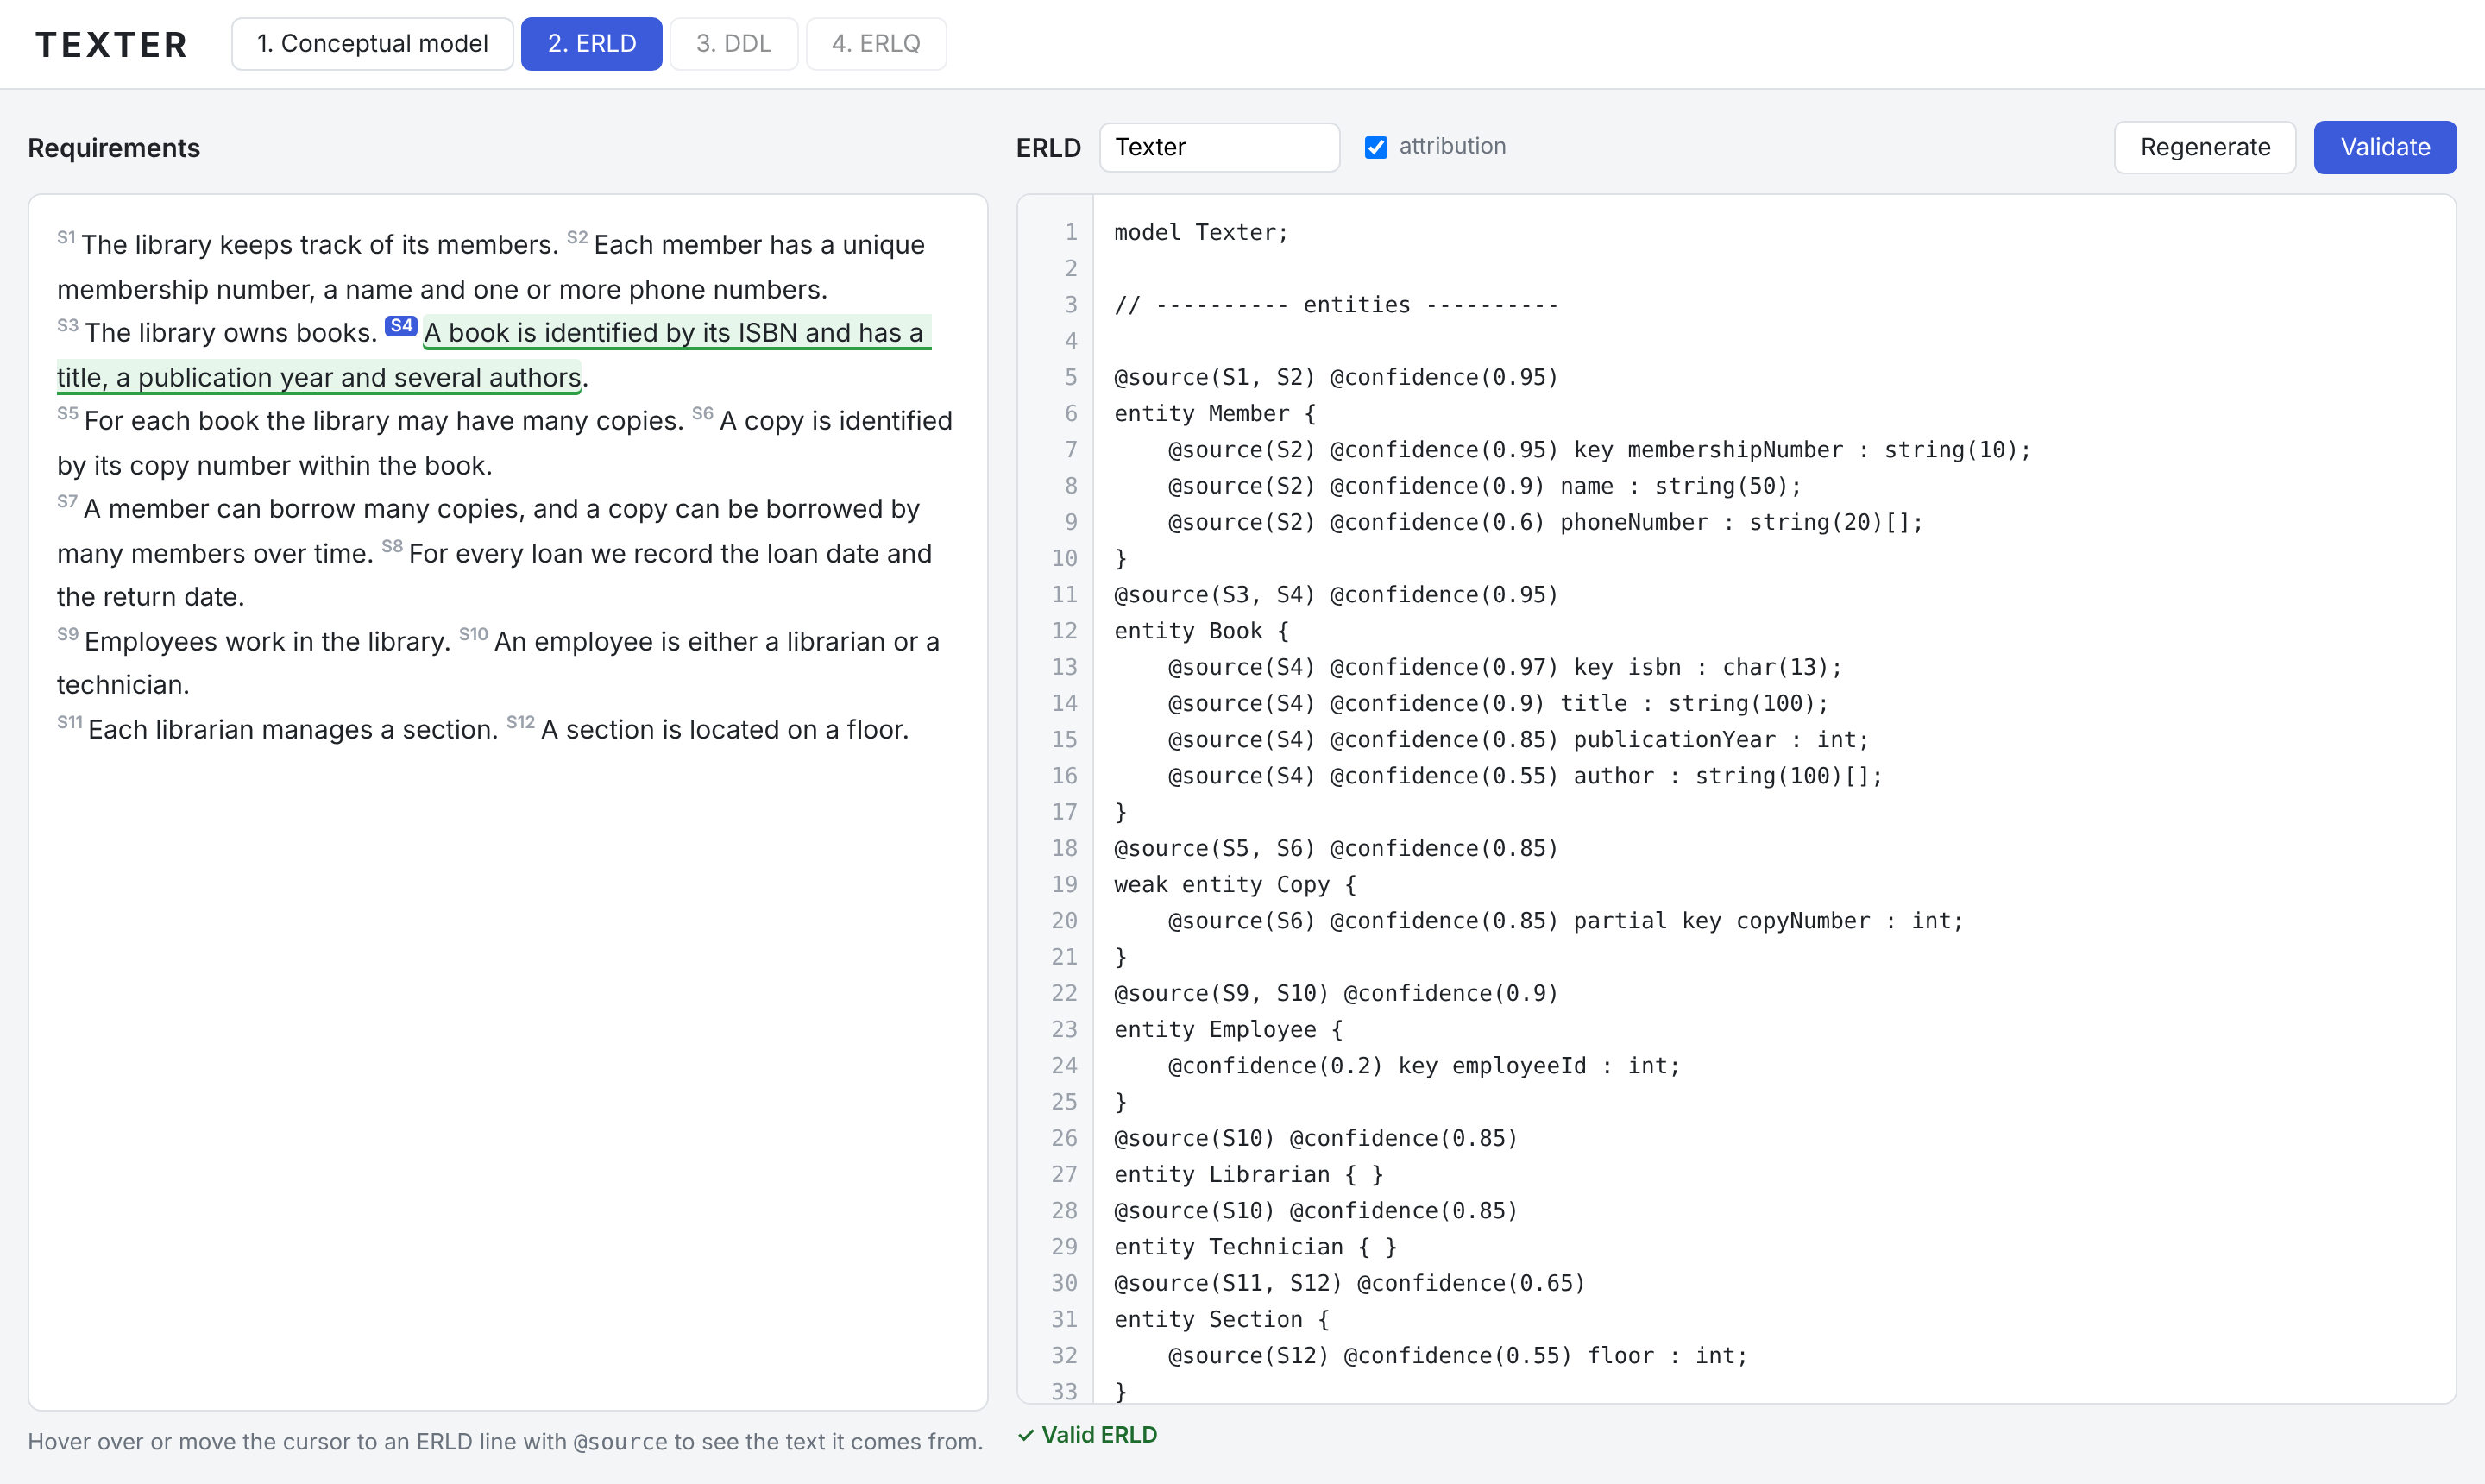 TEXTER
1. Conceptual model
2. ERLD
3. DDL
4. ERLQ
Requirements
S1 The library keeps track of its members. S2 Each member has a unique
membership number, a name and one or more phone numbers.
S3 The library owns books. S4 A book is identified by its ISBN and has a
title, a publication year and several authors.
S5 For each book the library may have many copies. S6 A copy is identified
by its copy number within the book.
S7 A member can borrow many copies, and a copy can be borrowed by
many members over time. S8 For every loan we record the loan date and
the return date.
S9 Employees work in the library. S10 An employee is either a librarian or a
technician.
S11 Each librarian manages a section. S12 A section is located on a floor.
Hover over or move the cursor to an ERLD line with @source to see the text it comes from.
ERLD
Texter
attribution
Regenerate
Validate
1 model Texter;
2
3 // ---------- entities ----------
4
5 @source(S1, S2) @confidence(0.95)
6 entity Member {
7     @source(S2) @confidence(0.95) key membershipNumber : string(10);
8     @source(S2) @confidence(0.9) name : string(50);
9     @source(S2) @confidence(0.6) phoneNumber : string(20)[];
10 }
11 @source(S3, S4) @confidence(0.95)
12 entity Book {
13     @source(S4) @confidence(0.97) key isbn : char(13);
14     @source(S4) @confidence(0.9) title : string(100);
15     @source(S4) @confidence(0.85) publicationYear : int;
16     @source(S4) @confidence(0.55) author : string(100)[];
17 }
18 @source(S5, S6) @confidence(0.85)
19 weak entity Copy {
20     @source(S6) @confidence(0.85) partial key copyNumber : int;
21 }
22 @source(S9, S10) @confidence(0.9)
23 entity Employee {
24     @confidence(0.2) key employeeId : int;
25 }
26 @source(S10) @confidence(0.85)
27 entity Librarian { }
28 @source(S10) @confidence(0.85)
29 entity Technician { }
30 @source(S11, S12) @confidence(0.65)
31 entity Section {
32     @source(S12) @confidence(0.55) floor : int;
33 }
✓ Valid ERLD